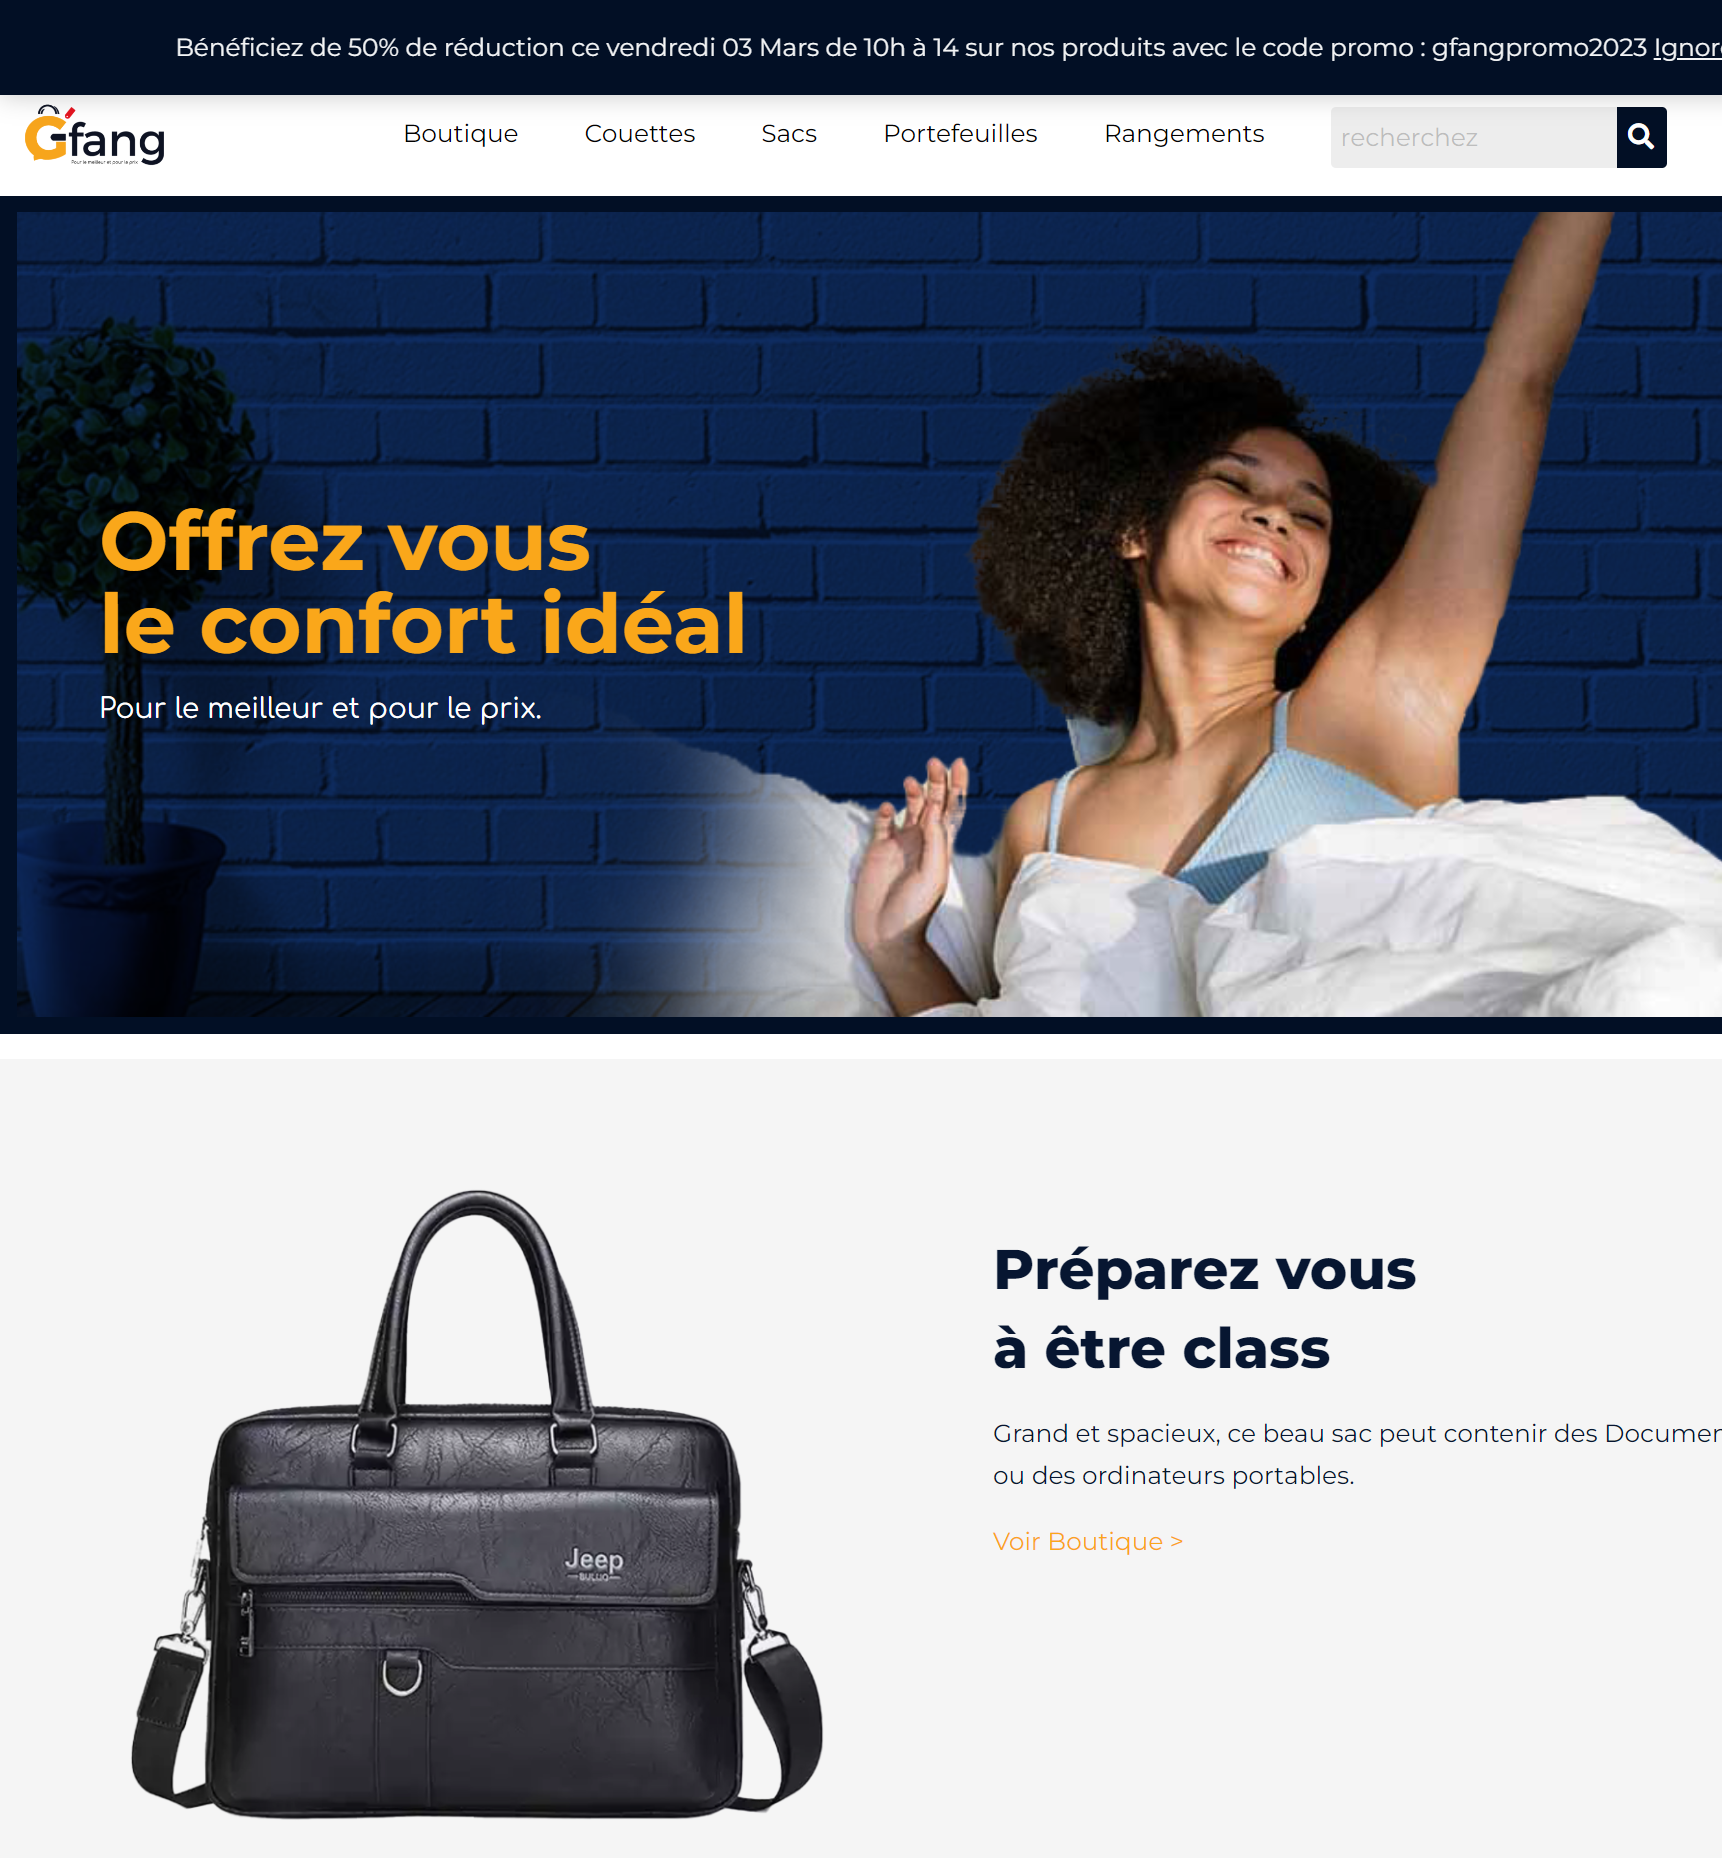 Bénéficiez de 50% de réduction ce vendredi 03 Mars de 10h à 14 sur nos produits avec le code promo : gfangpromo2023 Ignor
Gfang
Pour le meilleur et pour le prix
Boutique Couettes Sacs Portefeuilles Rangements recherchez
Offrez vous
le confort idéal
Pour le meilleur et pour le prix.
Préparez vous
à être class
Grand et spacieux, ce beau sac peut contenir des Documen
ou des ordinateurs portables.
Voir Boutique >
Jeep
BULUO